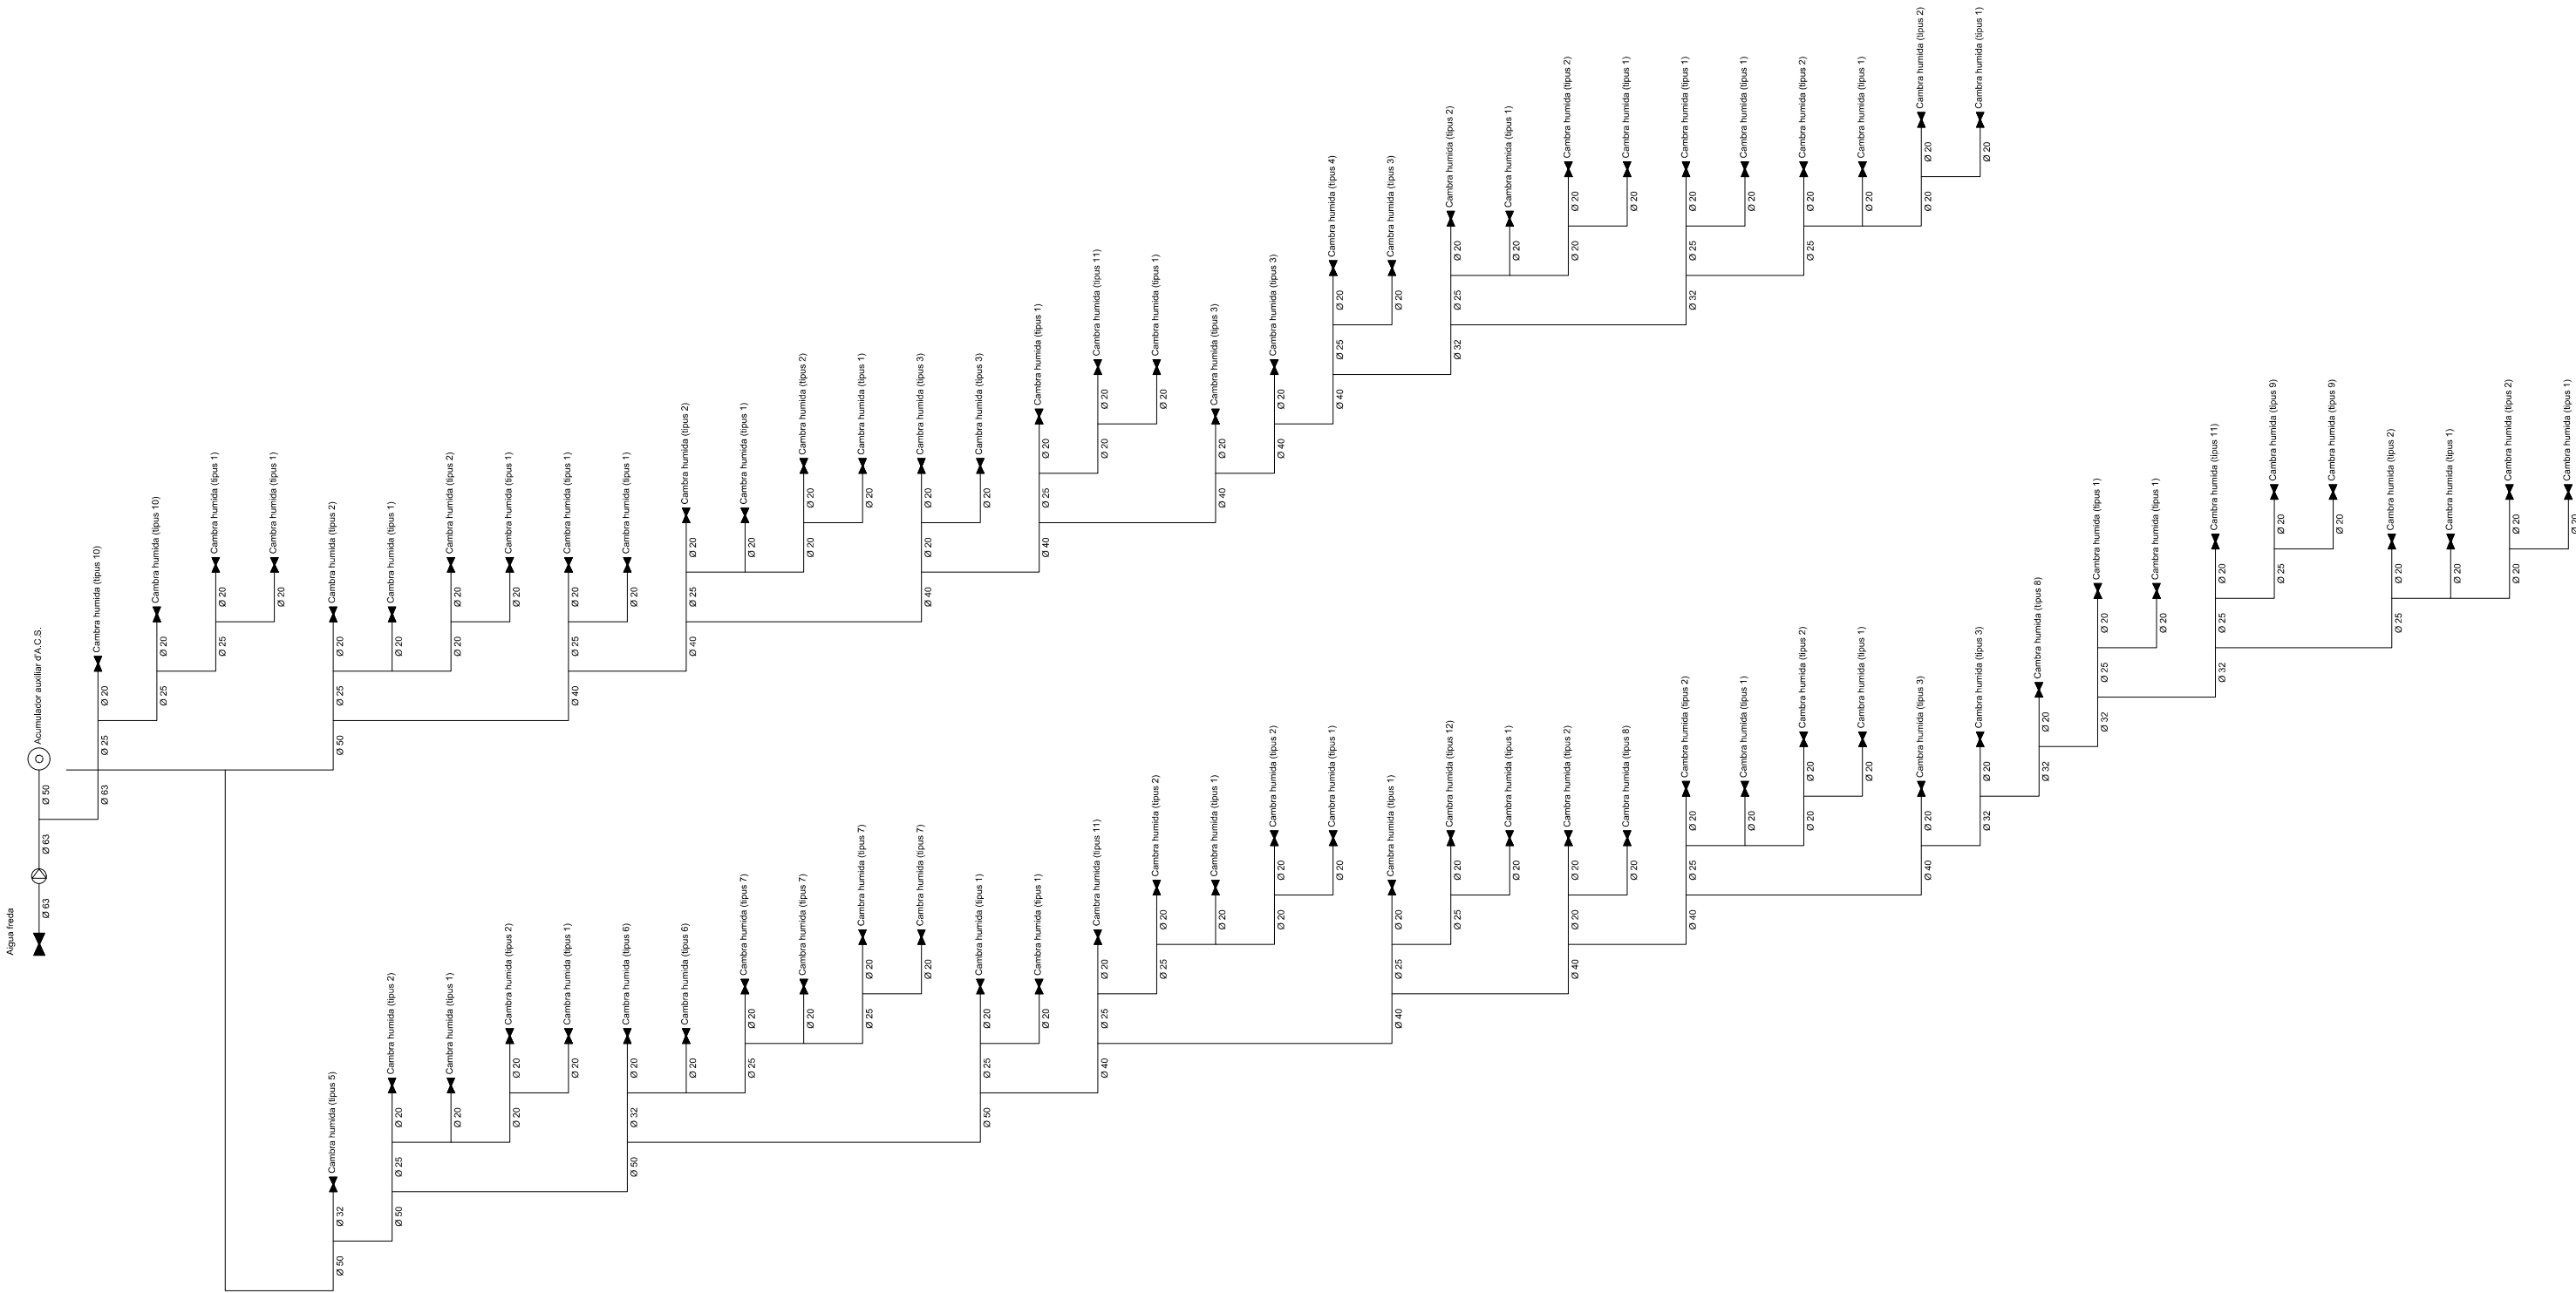 Aigua freda
Acumulador auxiliar d'A.C.S.
Ø 63
Ø 63
Ø 50
Cambra humida (tipus 10)
Ø 63
Ø 25
Ø 20
Cambra humida (tipus 10)
Ø 25
Ø 20
Cambra humida (tipus 1)
Ø 25
Ø 20
Cambra humida (tipus 1)
Ø 20
Cambra humida (tipus 5)
Cambra humida (tipus 2)
Ø 50
Ø 32
Ø 50
Ø 25
Ø 20
Cambra humida (tipus 2)
Cambra humida (tipus 1)
Ø 50
Ø 25
Ø 20
Ø 20
Cambra humida (tipus 1)
Cambra humida (tipus 2)
Ø 20
Ø 20
Ø 20
Cambra humida (tipus 2)
Cambra humida (tipus 1)
Ø 20
Ø 20
Ø 20
Cambra humida (tipus 1)
Cambra humida (tipus 1)
Ø 20
Ø 40
Ø 25
Ø 20
Cambra humida (tipus 6)
Cambra humida (tipus 1)
Ø 50
Ø 32
Ø 20
Ø 20
Cambra humida (tipus 6)
Cambra humida (tipus 2)
Ø 20
Ø 40
Ø 25
Ø 20
Cambra humida (tipus 7)
Cambra humida (tipus 1)
Ø 25
Ø 20
Ø 20
Cambra humida (tipus 7)
Cambra humida (tipus 2)
Ø 20
Ø 20
Ø 20
Cambra humida (tipus 7)
Cambra humida (tipus 1)
Ø 25
Ø 20
Ø 20
Cambra humida (tipus 7)
Cambra humida (tipus 3)
Ø 20
Ø 40
Ø 20
Ø 20
Cambra humida (tipus 1)
Cambra humida (tipus 3)
Ø 50
Ø 25
Ø 20
Ø 20
Cambra humida (tipus 1)
Cambra humida (tipus 1)
Ø 20
Ø 40
Ø 25
Ø 20
Cambra humida (tipus 11)
Cambra humida (tipus 11)
Ø 40
Ø 25
Ø 20
Ø 20
Ø 20
Cambra humida (tipus 2)
Cambra humida (tipus 1)
Ø 25
Ø 20
Ø 20
Cambra humida (tipus 1)
Cambra humida (tipus 3)
Ø 20
Ø 40
Ø 20
Cambra humida (tipus 2)
Cambra humida (tipus 3)
Ø 20
Ø 20
Ø 40
Ø 20
Cambra humida (tipus 1)
Cambra humida (tipus 4)
Ø 20
Ø 40
Ø 25
Ø 20
Cambra humida (tipus 1)
Cambra humida (tipus 3)
Ø 40
Ø 25
Ø 20
Ø 20
Cambra humida (tipus 12)
Cambra humida (tipus 2)
Ø 25
Ø 20
Ø 32
Ø 25
Ø 20
Cambra humida (tipus 1)
Cambra humida (tipus 1)
Ø 20
Ø 20
Cambra humida (tipus 2)
Cambra humida (tipus 2)
Ø 40
Ø 20
Ø 20
Ø 20
Ø 20
Cambra humida (tipus 8)
Cambra humida (tipus 1)
Ø 20
Ø 20
Cambra humida (tipus 2)
Cambra humida (tipus 1)
Ø 40
Ø 25
Ø 20
Ø 32
Ø 25
Ø 20
Cambra humida (tipus 1)
Cambra humida (tipus 1)
Ø 20
Ø 20
Cambra humida (tipus 2)
Cambra humida (tipus 2)
Ø 20
Ø 20
Ø 25
Ø 20
Cambra humida (tipus 1)
Cambra humida (tipus 1)
Ø 20
Ø 20
Cambra humida (tipus 3)
Cambra humida (tipus 2)
Ø 40
Ø 20
Ø 20
Ø 20
Cambra humida (tipus 3)
Cambra humida (tipus 1)
Ø 32
Ø 20
Ø 20
Cambra humida (tipus 8)
Ø 32
Ø 20
Cambra humida (tipus 1)
Ø 32
Ø 25
Ø 20
Cambra humida (tipus 1)
Ø 20
Cambra humida (tipus 11)
Ø 32
Ø 25
Ø 20
Cambra humida (tipus 9)
Ø 25
Ø 20
Cambra humida (tipus 9)
Ø 20
Cambra humida (tipus 2)
Ø 25
Ø 20
Cambra humida (tipus 1)
Ø 20
Cambra humida (tipus 2)
Ø 20
Ø 20
Cambra humida (tipus 1)
Ø 20